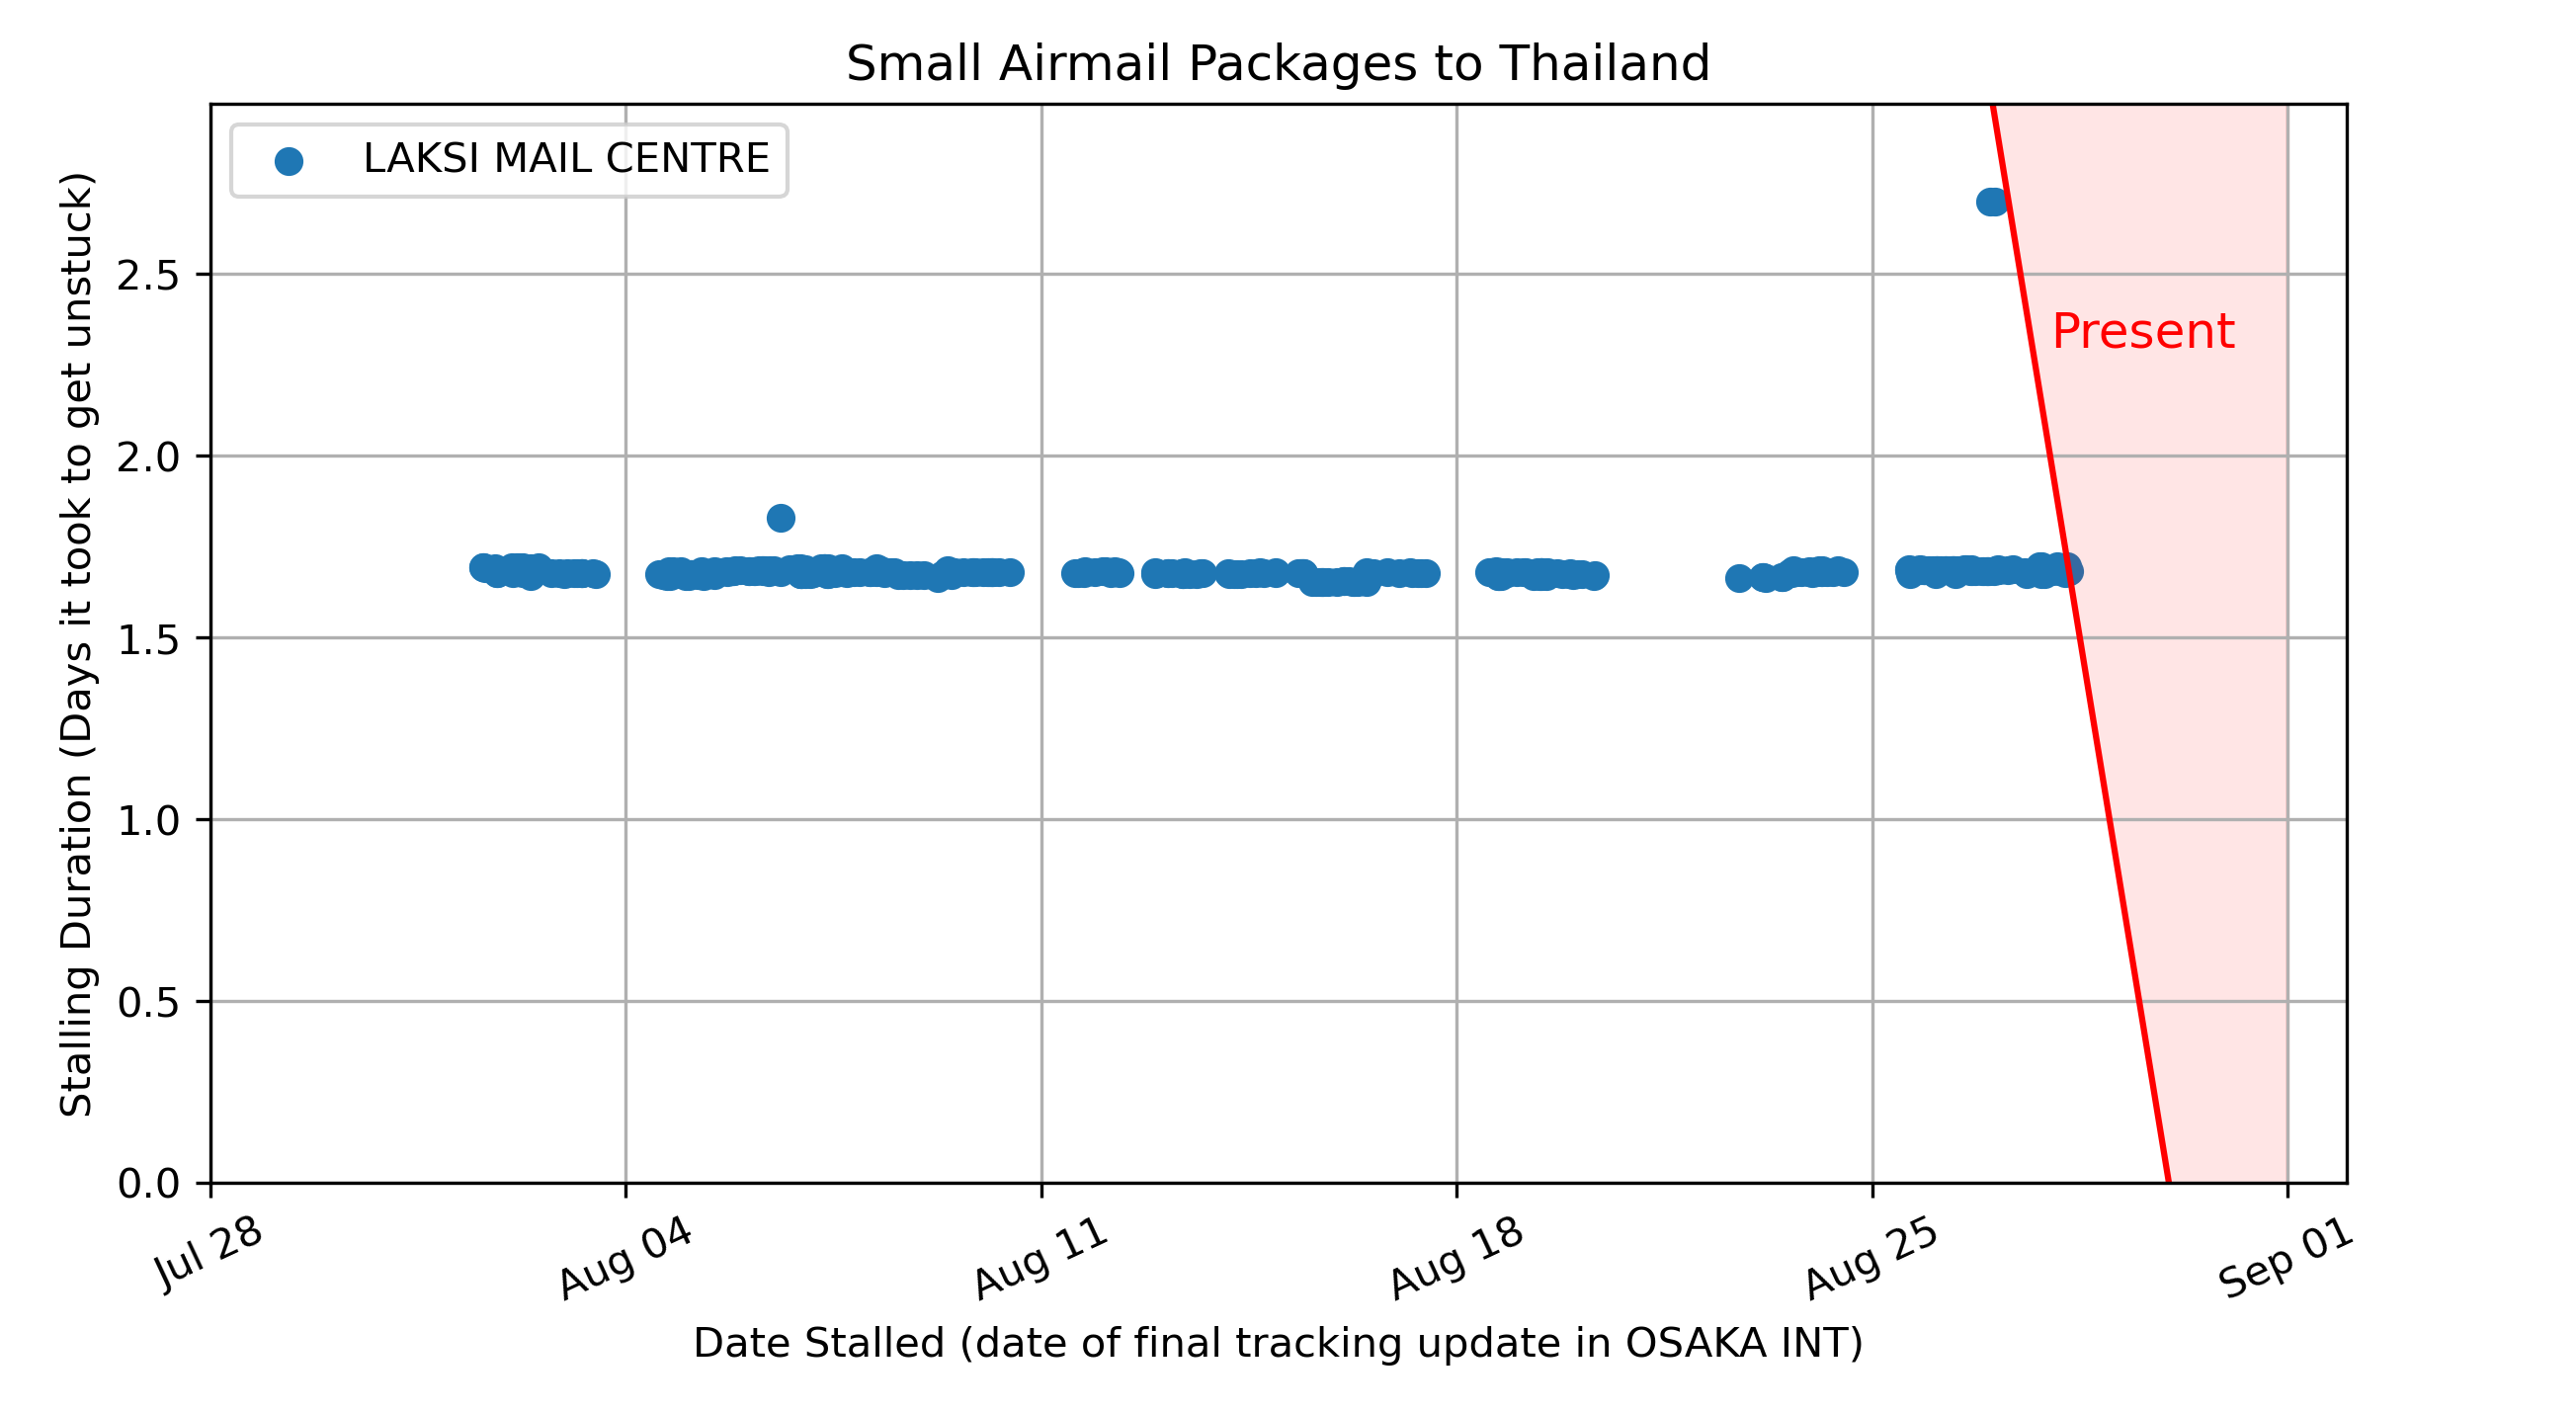 Small Airmail Packages to Thailand
LAKSI MAIL CENTRE
Present
Stalling Duration (Days it took to get unstuck)
2.5
2.0
1.5
1.0
0.5
0.0
Jul 28
Aug 04
Aug 11
Aug 18
Aug 25
Sep 01
Date Stalled (date of final tracking update in OSAKA INT)